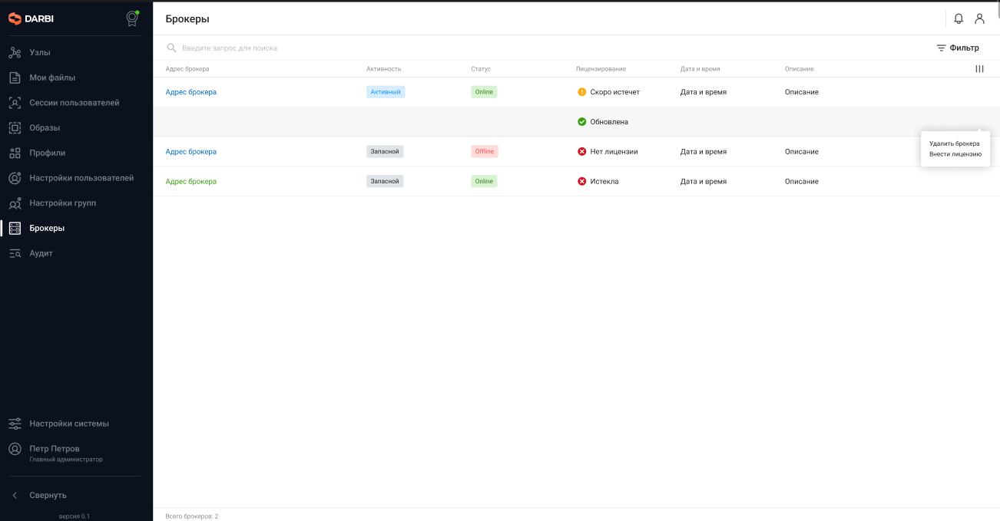 DARBI
Узлы
Мои файлы
Сессии пользователей
Образы
Профили
Настройки пользователей
Настройки групп
Брокеры
Аудит
Настройки системы
Петр Петров
Главный администратор
Свернуть
версия 0.1
Брокеры
Введите запрос для поиска
Фильтр
Адрес брокера Активность Статус Лицензирование Дата и время Описание
Адрес брокера Активный Online Скоро истечет Дата и время Описание
Обновлена
Адрес брокера Запасной Offline Нет лицензии Дата и время Описание
Адрес брокера Запасной Online Истекла Дата и время Описание
Удалить брокера
Внести лицензию
Всего брокеров: 2